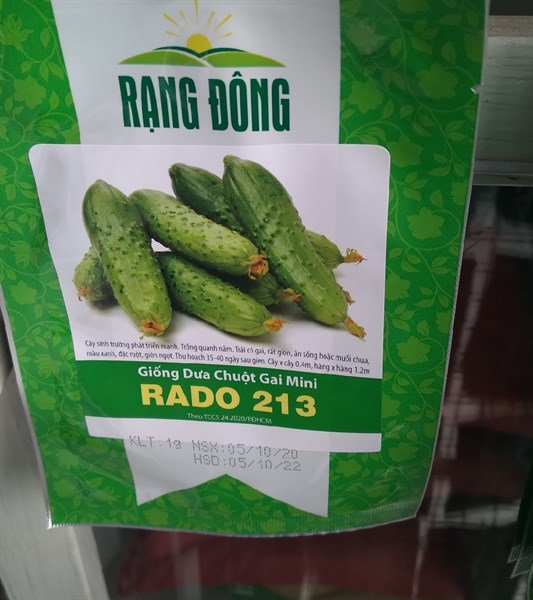 RẠNG ĐÔNG
Cây sinh trưởng phát triển mạnh. Trồng quanh năm. Trái có gai, rất giòn, ăn sống hoặc muối chua,
màu xanh, đặc ruột, giòn ngọt. Thu hoạch 35-40 ngày sau gieo. Cây x cây 0.4m, hàng x hàng 1.2m
Giống Dưa Chuột Gai Mini
RADO 213
Theo TCCS 24:2020/RĐHCM
KLT:1g NSX:05/10/20
HSD:05/10/22